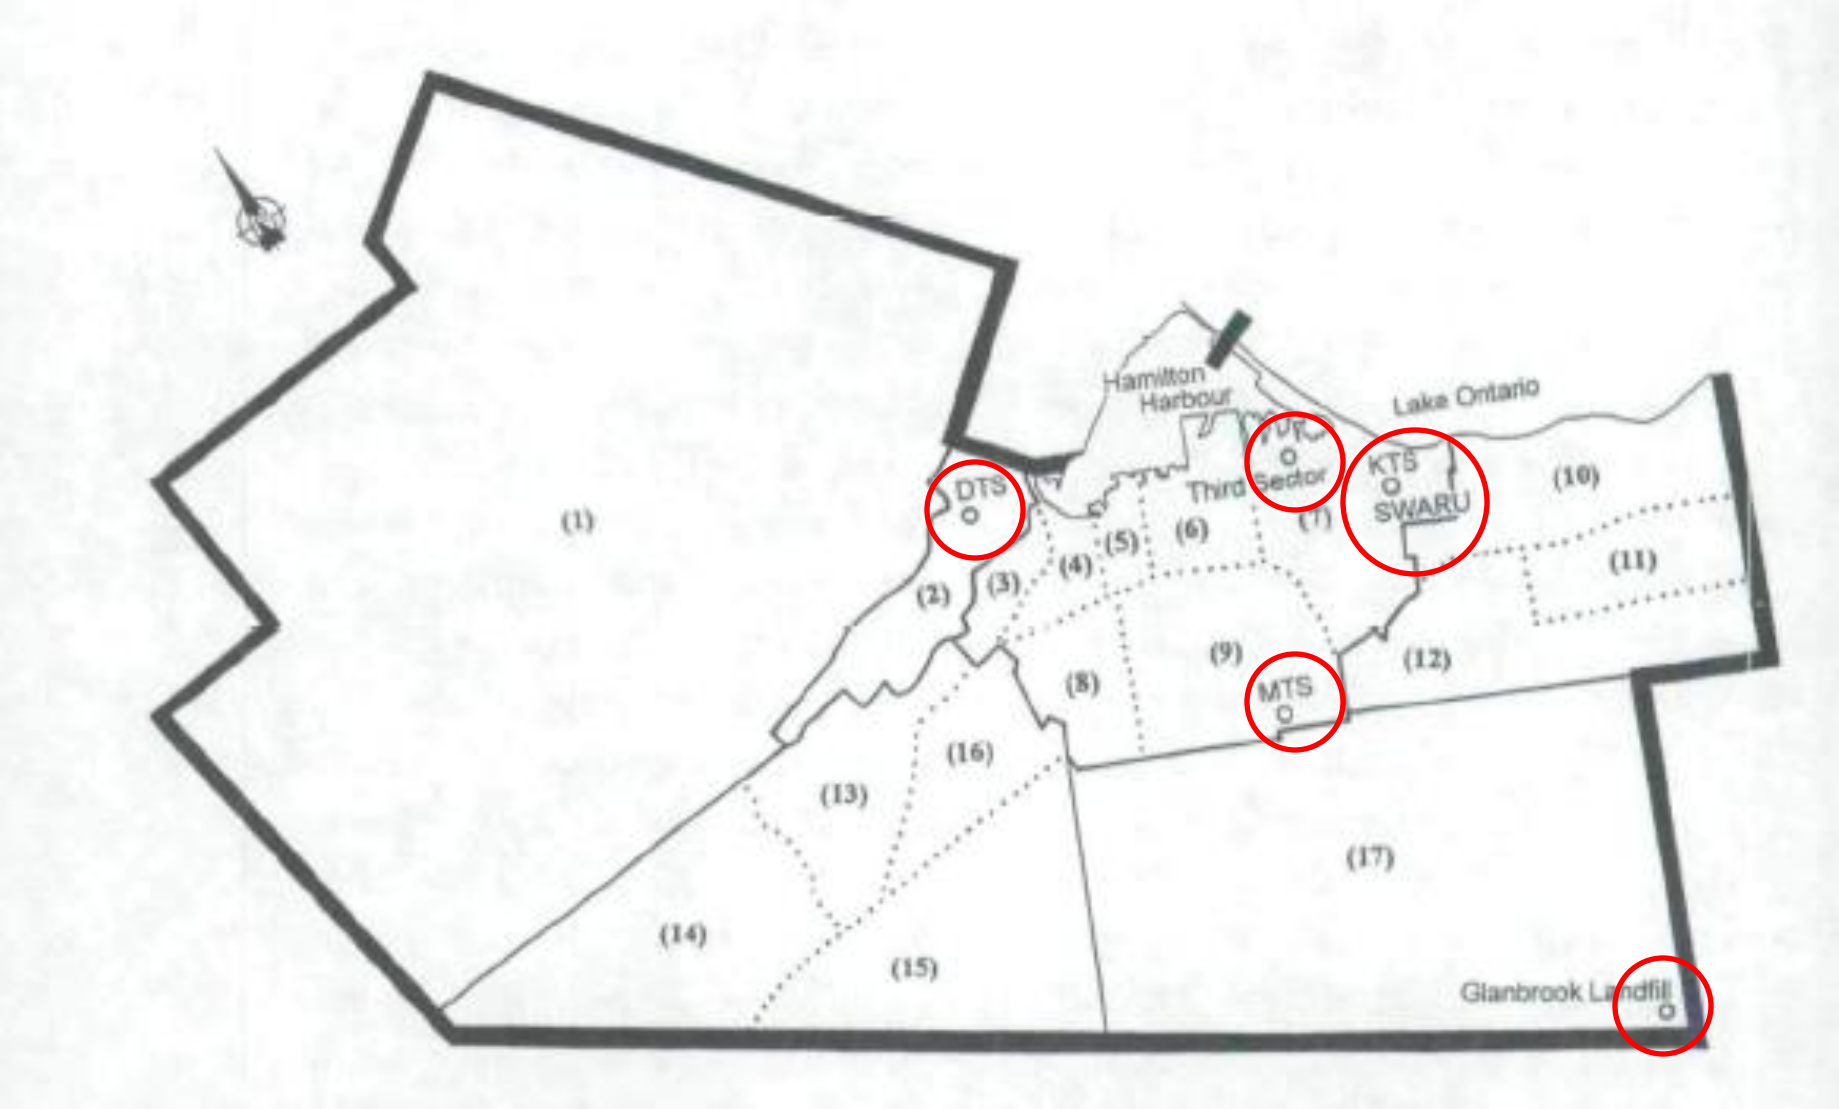 Hamilton
Harbour
Lake Ontario
KTS
SWARU
Third Sector
DTS
(10)
(1)
(7)
(6)
(5)
(11)
(4)
(3)
(2)
(9)
(12)
(8)
MTS
(16)
(13)
(17)
(14)
(15)
Glanbrook Landfill